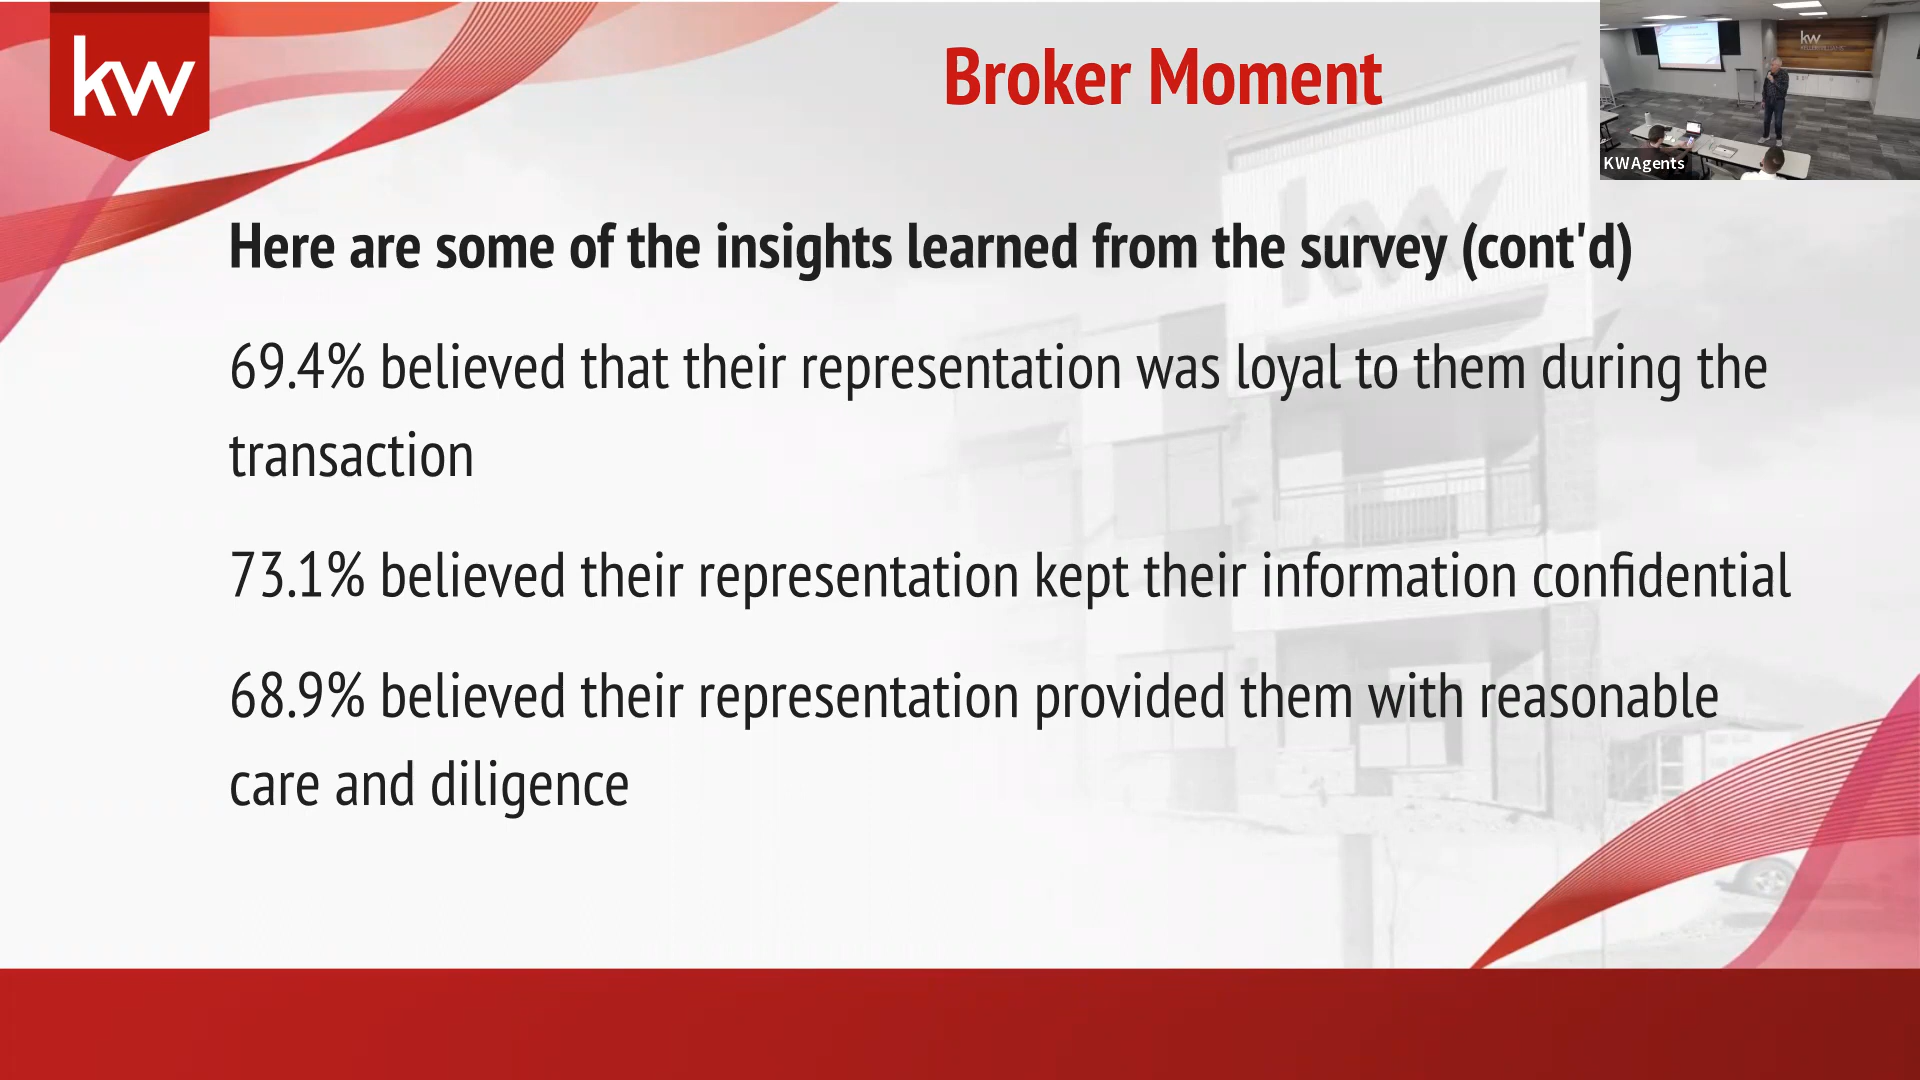 kw
Broker Moment
kw
KWAgents
Here are some of the insights learned from the survey (cont'd)
kw
69.4% believed that their representation was loyal to them during the
transaction
73.1% believed their representation kept their information confidential
68.9% believed their representation provided them with reasonable
care and diligence